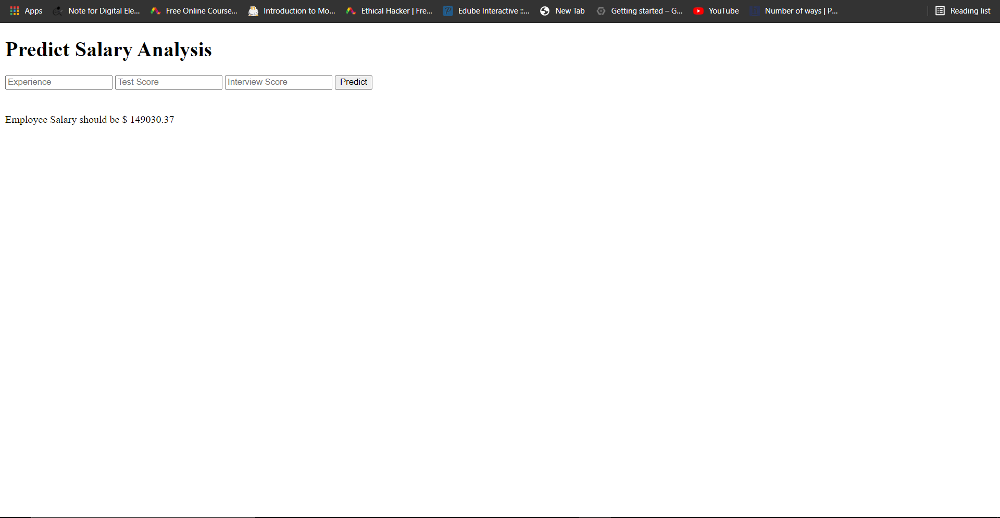 Apps Note for Digital Ele... Free Online Course... Introduction to Mo... Ethical Hacker | Fre... Edube Interactive ::... New Tab Getting started – G... YouTube Number of ways | P... Reading list
Predict Salary Analysis
Experience Test Score Interview Score Predict
Employee Salary should be $ 149030.37